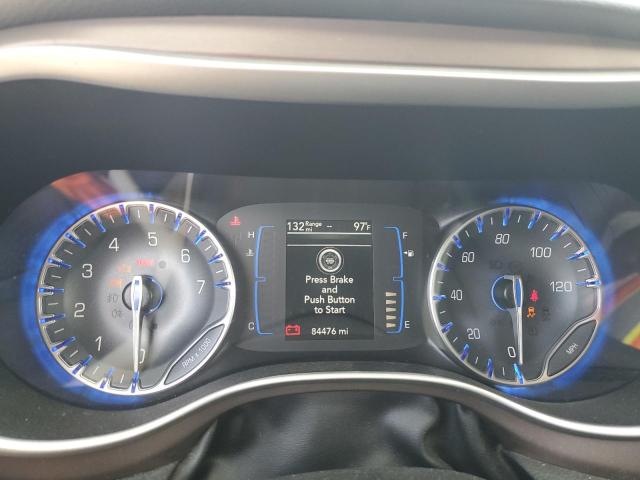 132 Range mi -- 97°F
H F
Press Brake
and
Push Button
to Start
C E
84476 mi
0 1 2 3 4 5 6 7
RPM x 1000
0 20 40 60 80 100 120
MPH